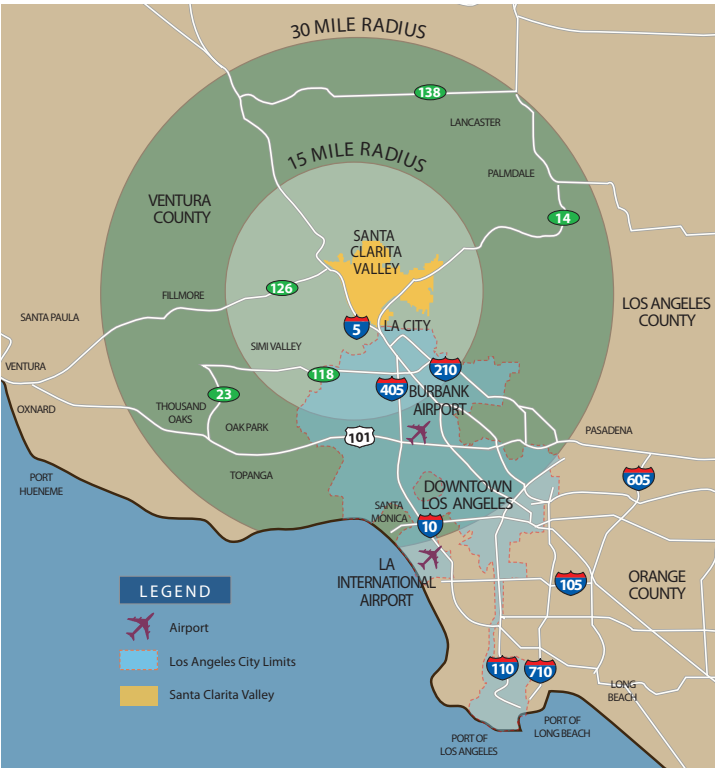 30 MILE RADIUS
138
LANCASTER
15 MILE RADIUS
PALMDALE
VENTURA
COUNTY
14
SANTA
CLARITA
VALLEY
126
FILLMORE
SANTA PAULA
LOS ANGELES
COUNTY
5
LA CITY
SIMI VALLEY
VENTURA
118
210
405
BURBANK
AIRPORT
23
OXNARD
THOUSAND
OAKS
OAK PARK
101
PASADENA
PORT
HUENEME
TOPANGA
605
DOWNTOWN
LOS ANGELES
SANTA
MONICA
10
LA
INTERNATIONAL
AIRPORT
105
ORANGE
COUNTY
LEGEND
Airport
Los Angeles City Limits
Santa Clarita Valley
110
710
LONG
BEACH
PORT OF
LONG BEACH
PORT OF
LOS ANGELES